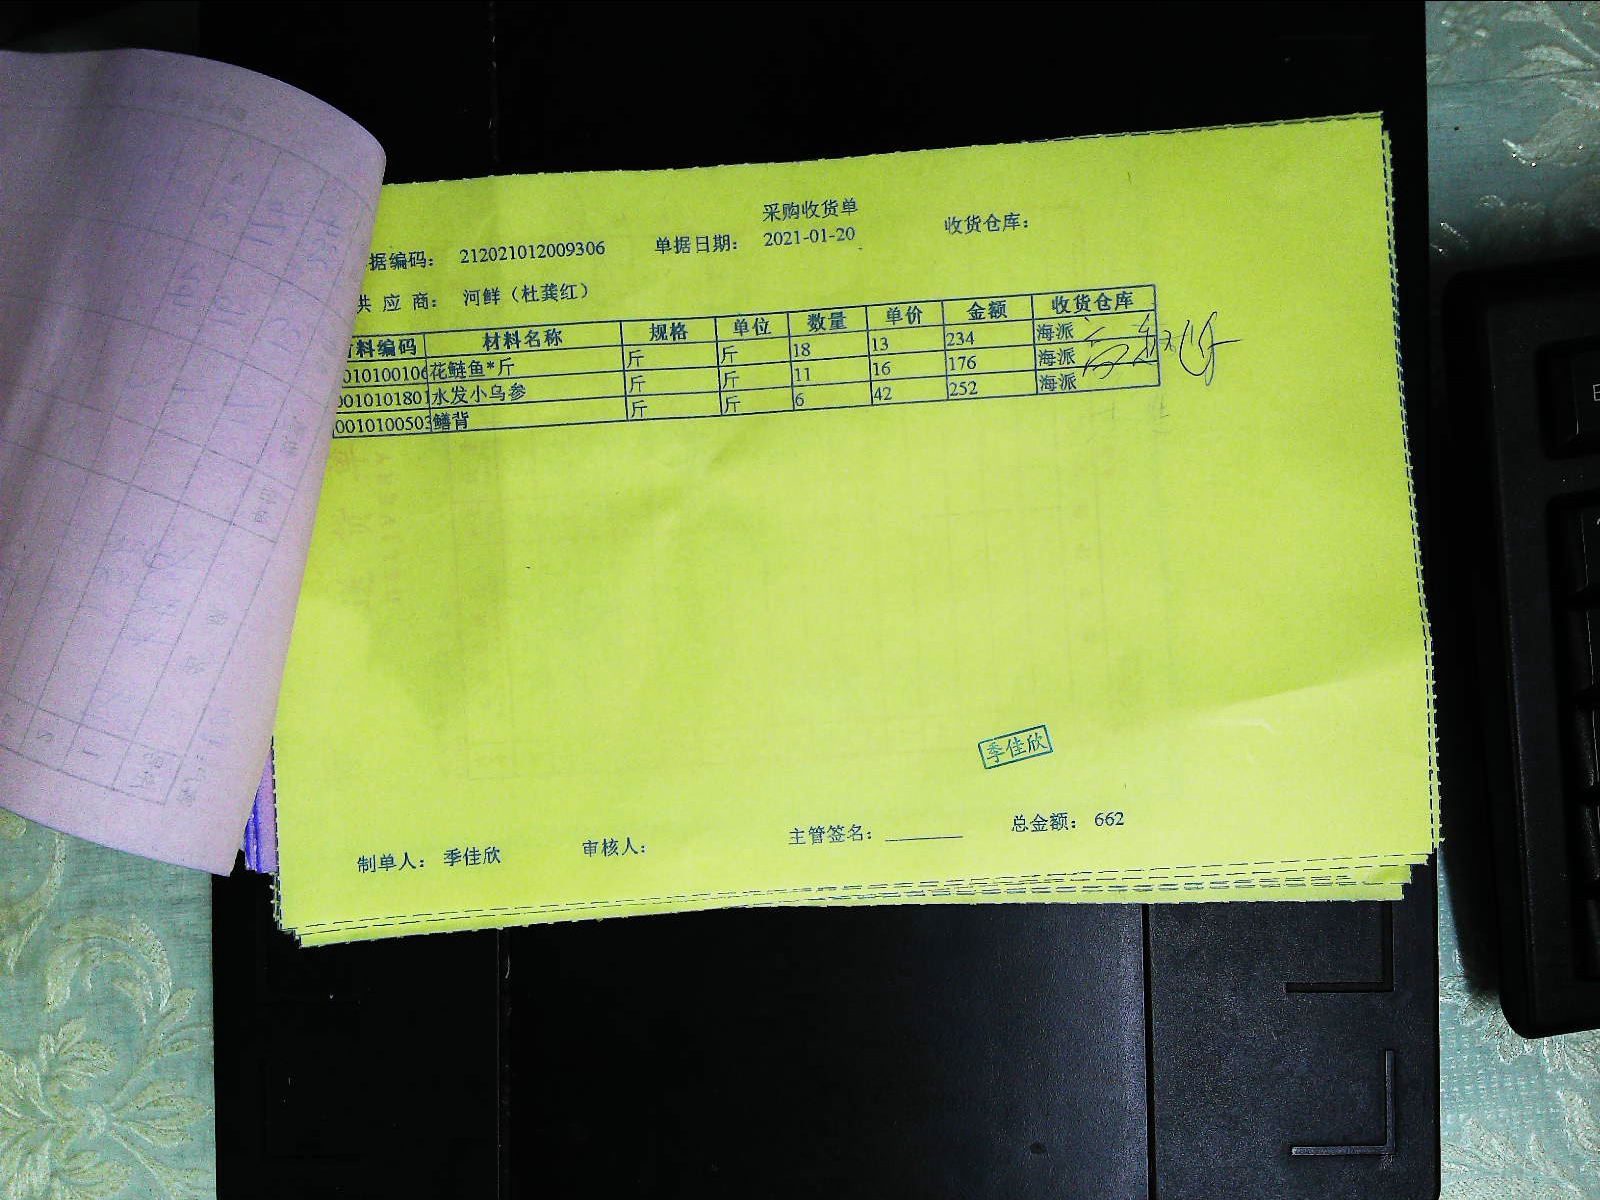 采购收货单
据编码： 212021012009306 单据日期： 2021-01-20 收货仓库：
供 应 商： 河鲜（杜龚红）
料编码 材料名称 规格 单位 数量 单价 金额 收货仓库
010100106 花鲢鱼*斤 斤 斤 18 13 234 海派
0010101801 水发小乌参 斤 斤 11 16 176 海派
0010100503 鳝背 斤 斤 6 42 252 海派
季佳欣
制单人： 季佳欣 审核人： 主管签名： 总金额： 662